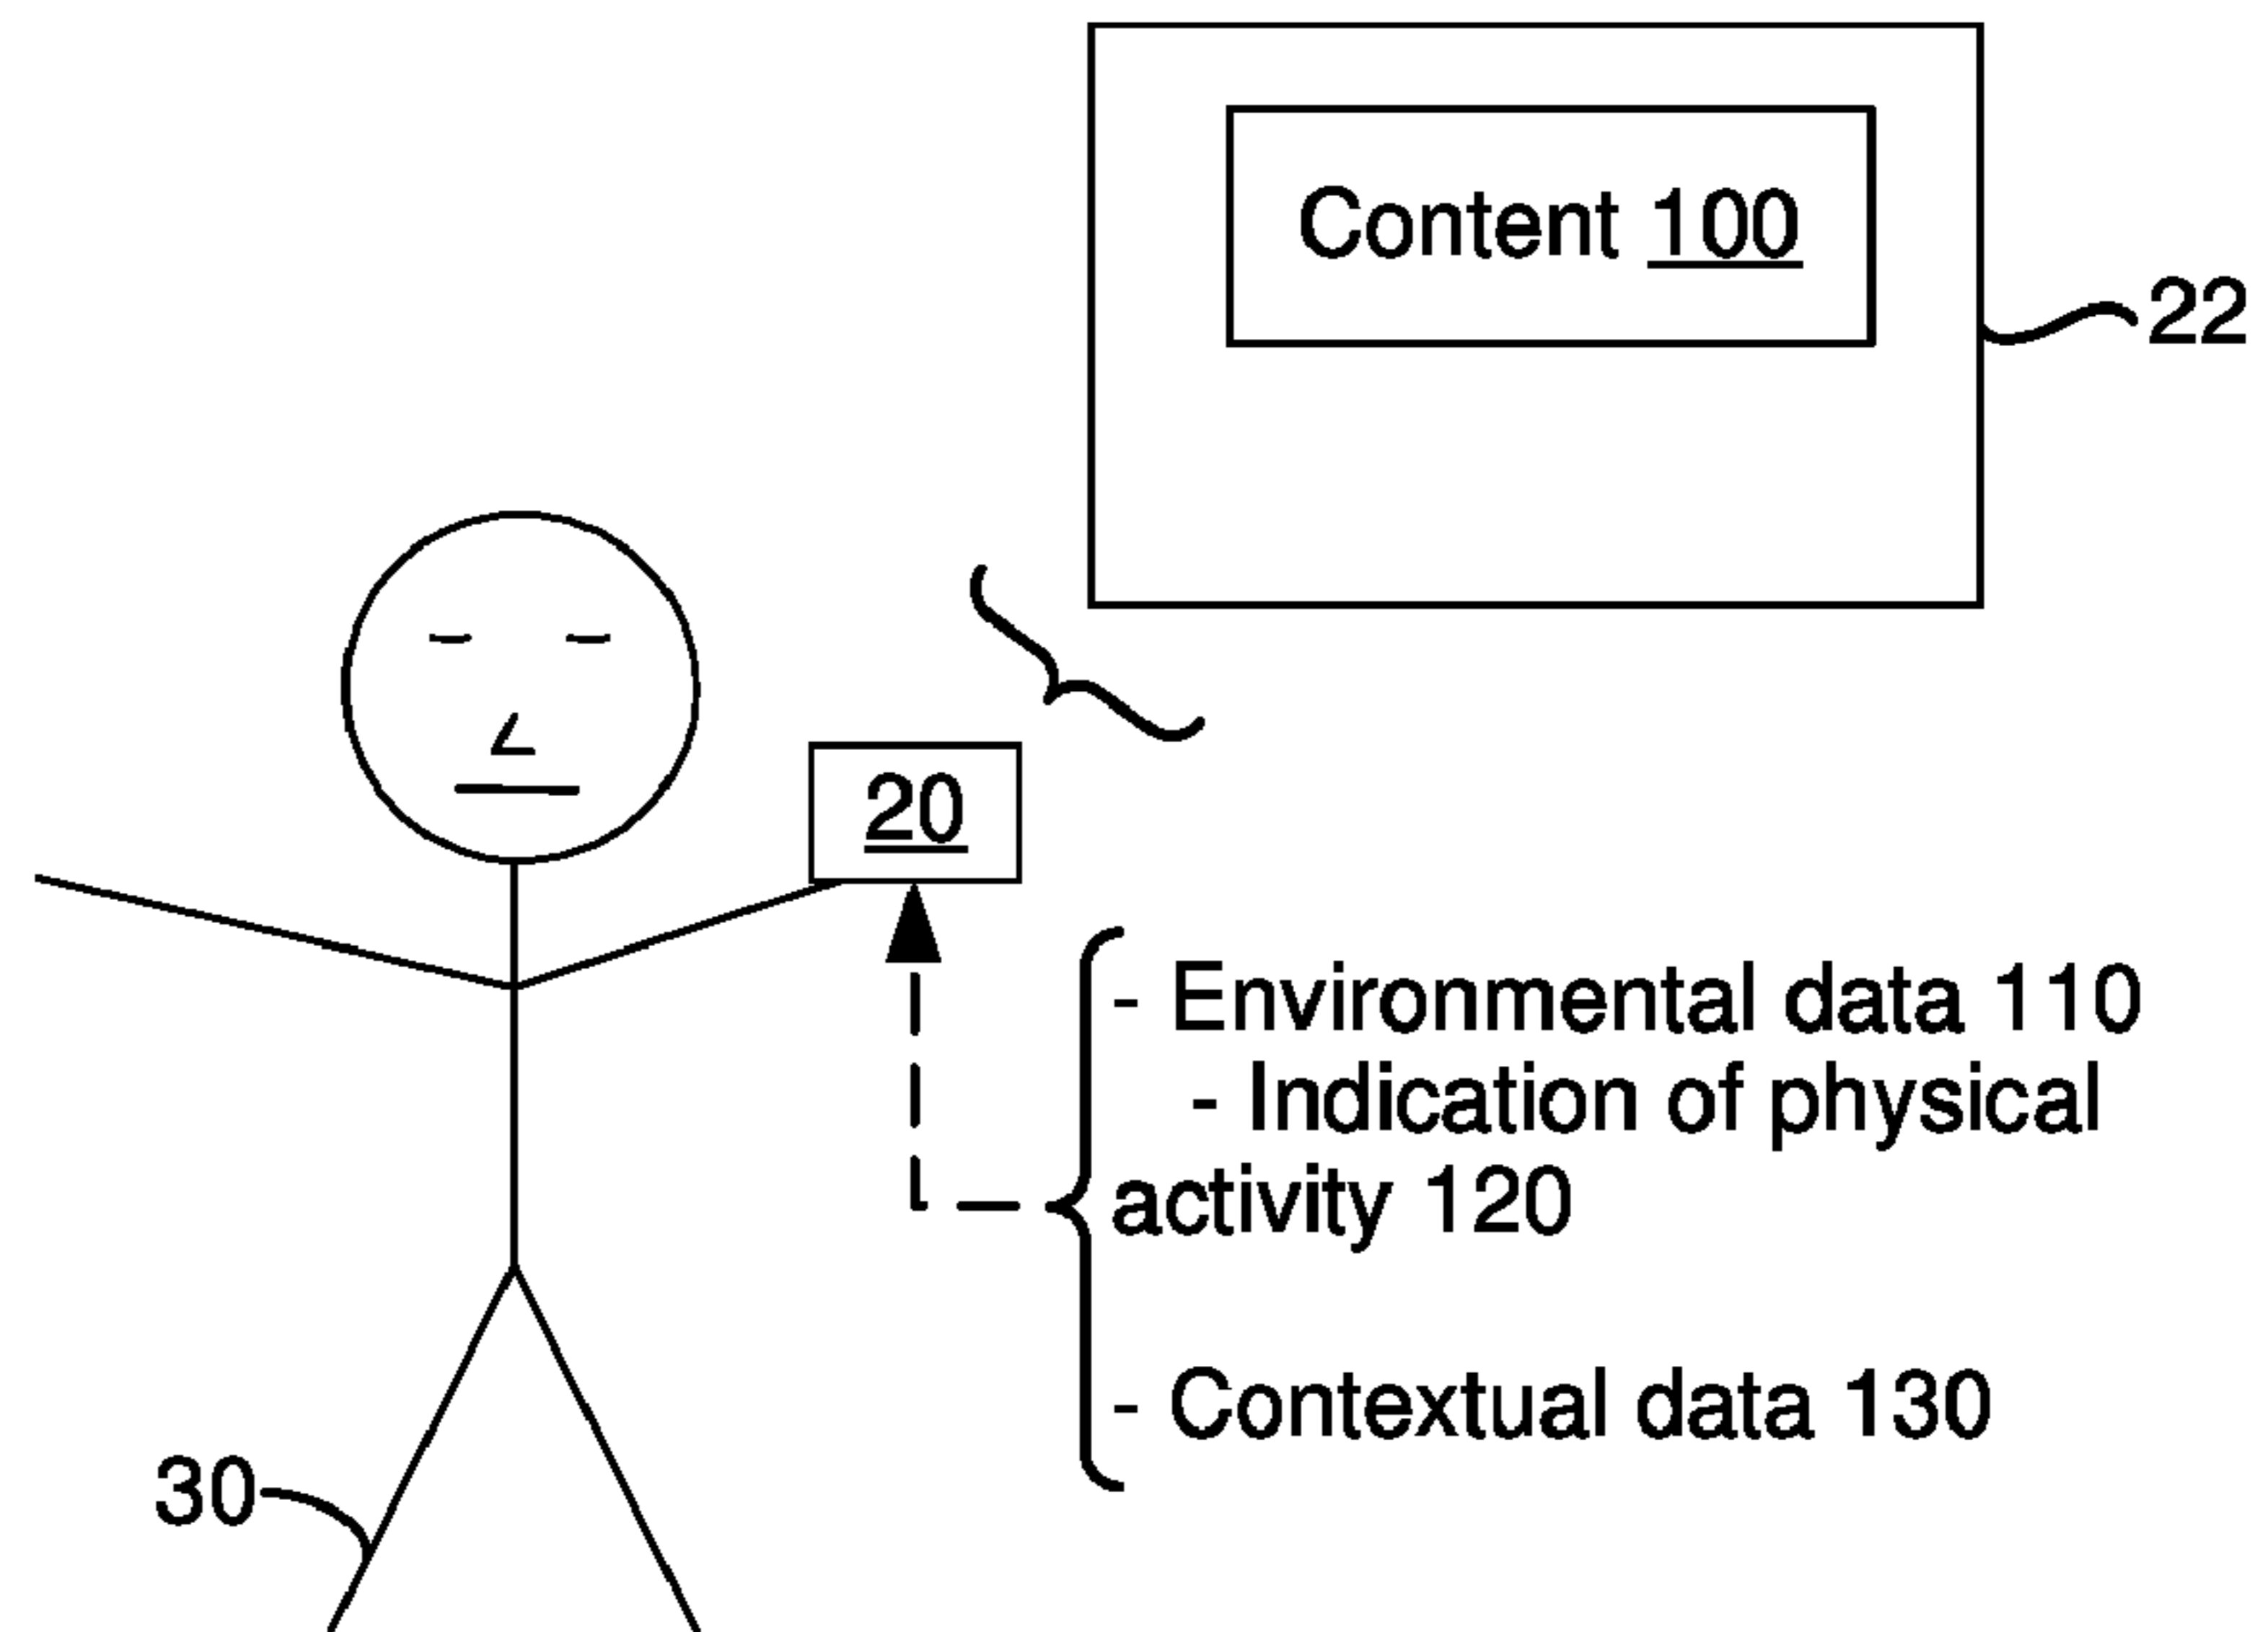 Content 100
22
20
- Environmental data 110
- Indication of physical
activity 120
- Contextual data 130
30